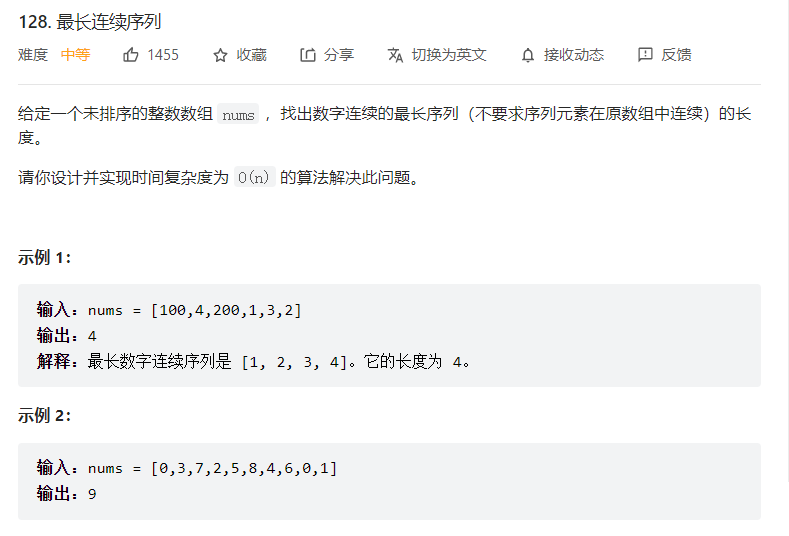 128. 最长连续序列
难度 中等 1455 收藏 分享 切换为英文 接收动态 反馈
给定一个未排序的整数数组 nums ，找出数字连续的最长序列（不要求序列元素在原数组中连续）的长
度。
请你设计并实现时间复杂度为 O(n) 的算法解决此问题。
示例 1：
输入：nums = [100,4,200,1,3,2]
输出：4
解释：最长数字连续序列是 [1, 2, 3, 4]。它的长度为 4。
示例 2：
输入：nums = [0,3,7,2,5,8,4,6,0,1]
输出：9